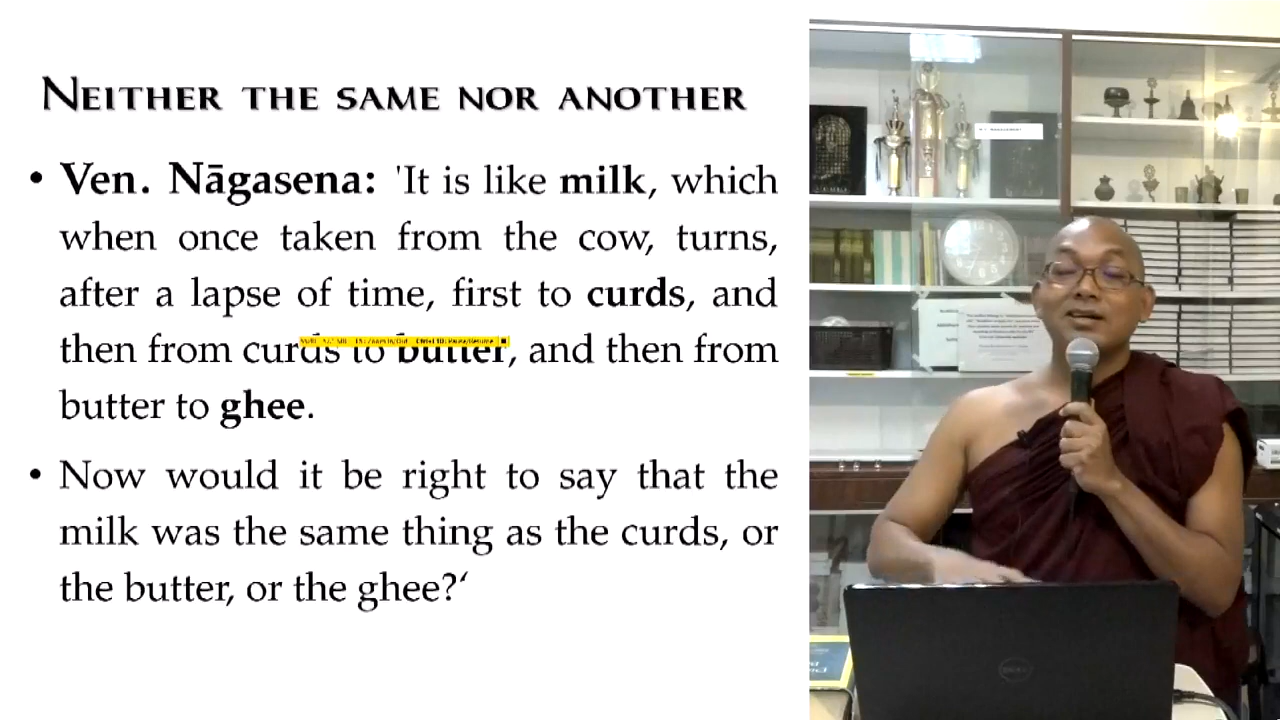 Neither the same nor another
• Ven. Nāgasena: 'It is like milk, which
when once taken from the cow, turns,
after a lapse of time, first to curds, and
then from curds to butter, and then from
butter to ghee.
• Now would it be right to say that the
milk was the same thing as the curds, or
the butter, or the ghee?‘
DELL